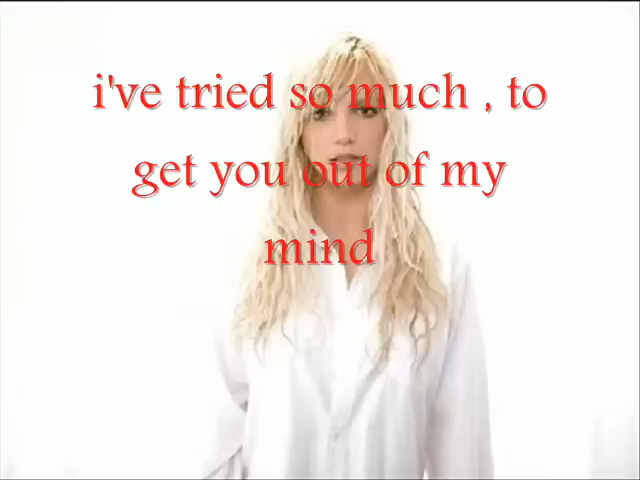 i've tried so much , to
get you out of my
mind